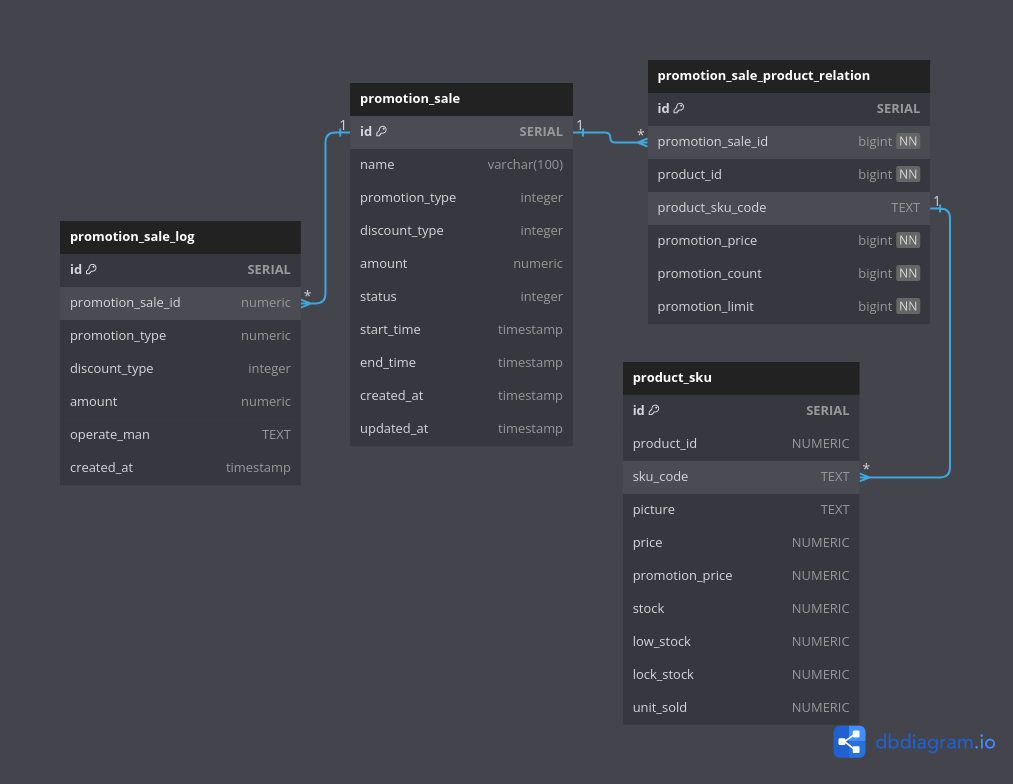 promotion_sale_log
id SERIAL
promotion_sale_id numeric
promotion_type numeric
discount_type integer
amount numeric
operate_man TEXT
created_at timestamp
*
1
promotion_sale
id SERIAL
name varchar(100)
promotion_type integer
discount_type integer
amount numeric
status integer
start_time timestamp
end_time timestamp
created_at timestamp
updated_at timestamp
1
*
promotion_sale_product_relation
id SERIAL
promotion_sale_id bigint NN
product_id bigint NN
product_sku_code TEXT
promotion_price bigint NN
promotion_count bigint NN
promotion_limit bigint NN
1
*
product_sku
id SERIAL
product_id NUMERIC
sku_code TEXT
picture TEXT
price NUMERIC
promotion_price NUMERIC
stock NUMERIC
low_stock NUMERIC
lock_stock NUMERIC
unit_sold NUMERIC
dbdiagram.io